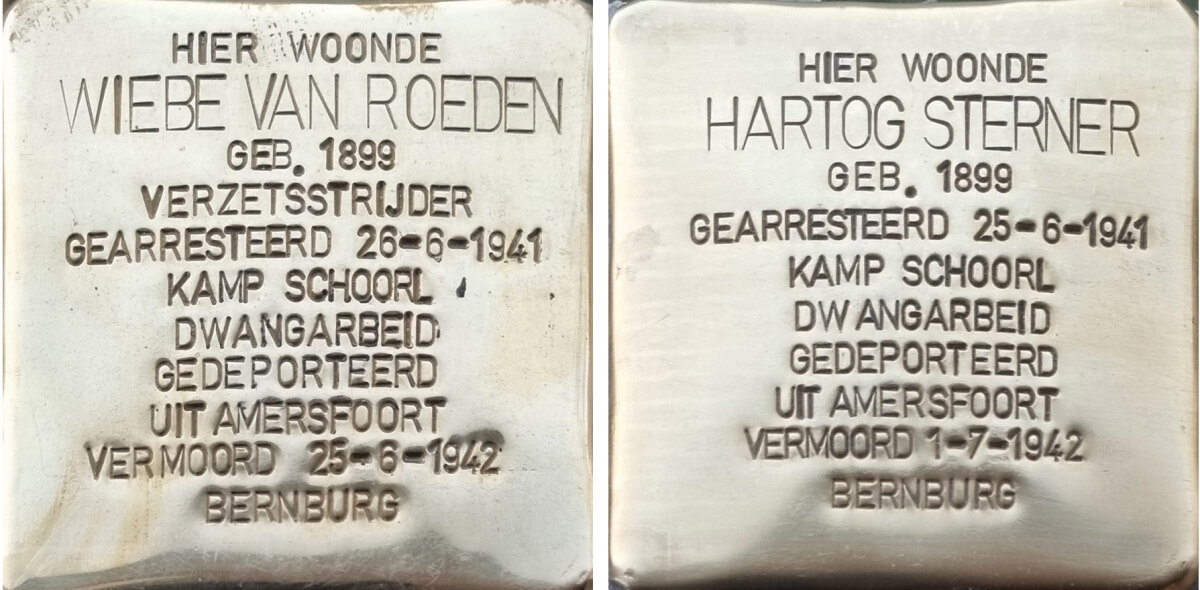 HIER WOONDE
WIEBE VAN ROEDEN
GEB. 1899
VERZETSSTRIJDER
GEARRESTEERD 26-6-1941
KAMP SCHOORL
DWANGARBEID
GEDEPORTEERD
UIT AMERSFOORT
VERMOORD 25-6-1942
BERNBURG
HIER WOONDE
HARTOG STERNER
GEB. 1899
GEARRESTEERD 25-6-1941
KAMP SCHOORL
DWANGARBEID
GEDEPORTEERD
UIT AMERSFOORT
VERMOORD 1-7-1942
BERNBURG